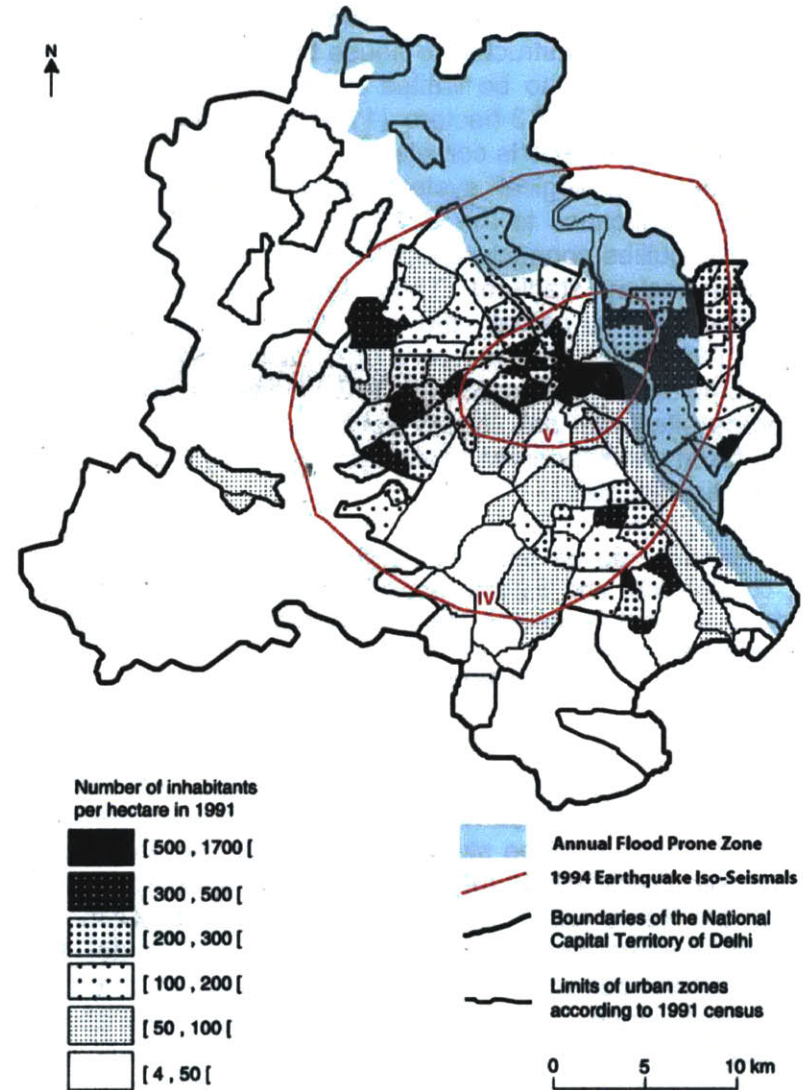 N
V
IV
Number of inhabitants
per hectare in 1991
[ 500 , 1700 [
[ 300 , 500 [
[ 200 , 300 [
[ 100 , 200 [
[ 50 , 100 [
[ 4 , 50 [
Annual Flood Prone Zone
1994 Earthquake Iso-Seismals
Boundaries of the National
Capital Territory of Delhi
Limits of urban zones
according to 1991 census
0 5 10 km